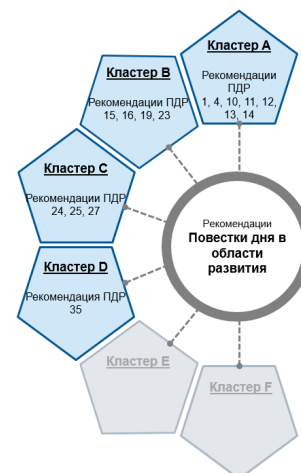 Кластер A
Рекомендации
ПДР
1, 4, 10, 11, 12,
13, 14
Кластер B
Рекомендации ПДР
15, 16, 19, 23
Кластер C
Рекомендации ПДР
24, 25, 27
Кластер D
Рекомендация ПДР
35
Кластер E
Кластер F
Рекомендации
Повестки дня в
области
развития